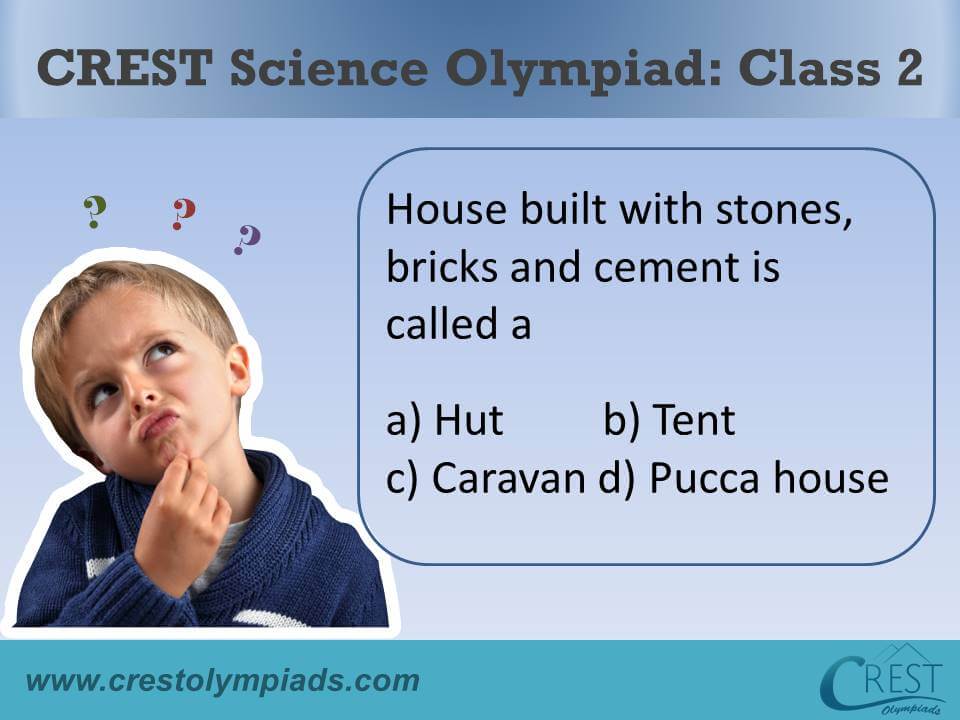 CREST Science Olympiad: Class 2
? ? ?
House built with stones,
bricks and cement is
called a
a) Hut b) Tent
c) Caravan d) Pucca house
www.crestolympiads.com
CREST
Olympiads